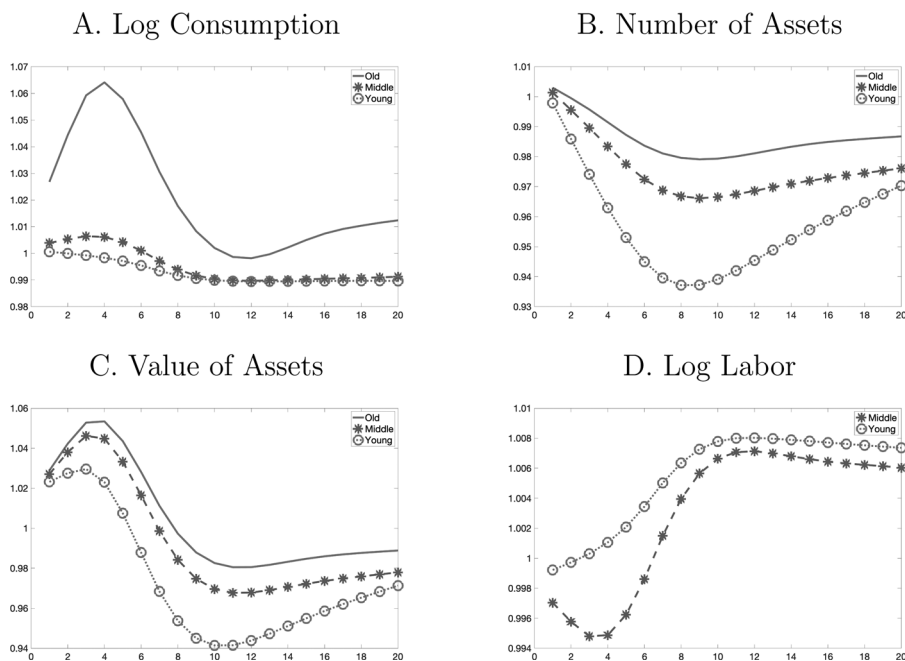 A. Log Consumption
1.07
1.06
1.05
1.04
1.03
1.02
1.01
1
0.99
0.98
0 2 4 6 8 10 12 14 16 18 20
Old
Middle
Young
B. Number of Assets
1.01
1
0.99
0.98
0.97
0.96
0.95
0.94
0.93
0 2 4 6 8 10 12 14 16 18 20
Old
Middle
Young
C. Value of Assets
1.06
1.04
1.02
1
0.98
0.96
0.94
0 2 4 6 8 10 12 14 16 18 20
Old
Middle
Young
D. Log Labor
1.01
1.008
1.006
1.004
1.002
1
0.998
0.996
0.994
0 2 4 6 8 10 12 14 16 18 20
Middle
Young